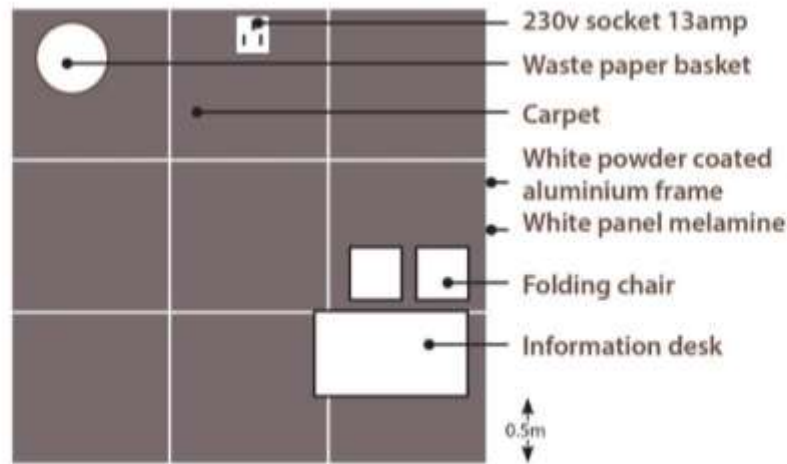 230v socket 13amp
Waste paper basket
Carpet
White powder coated
aluminium frame
White panel melamine
Folding chair
Information desk
0.5m